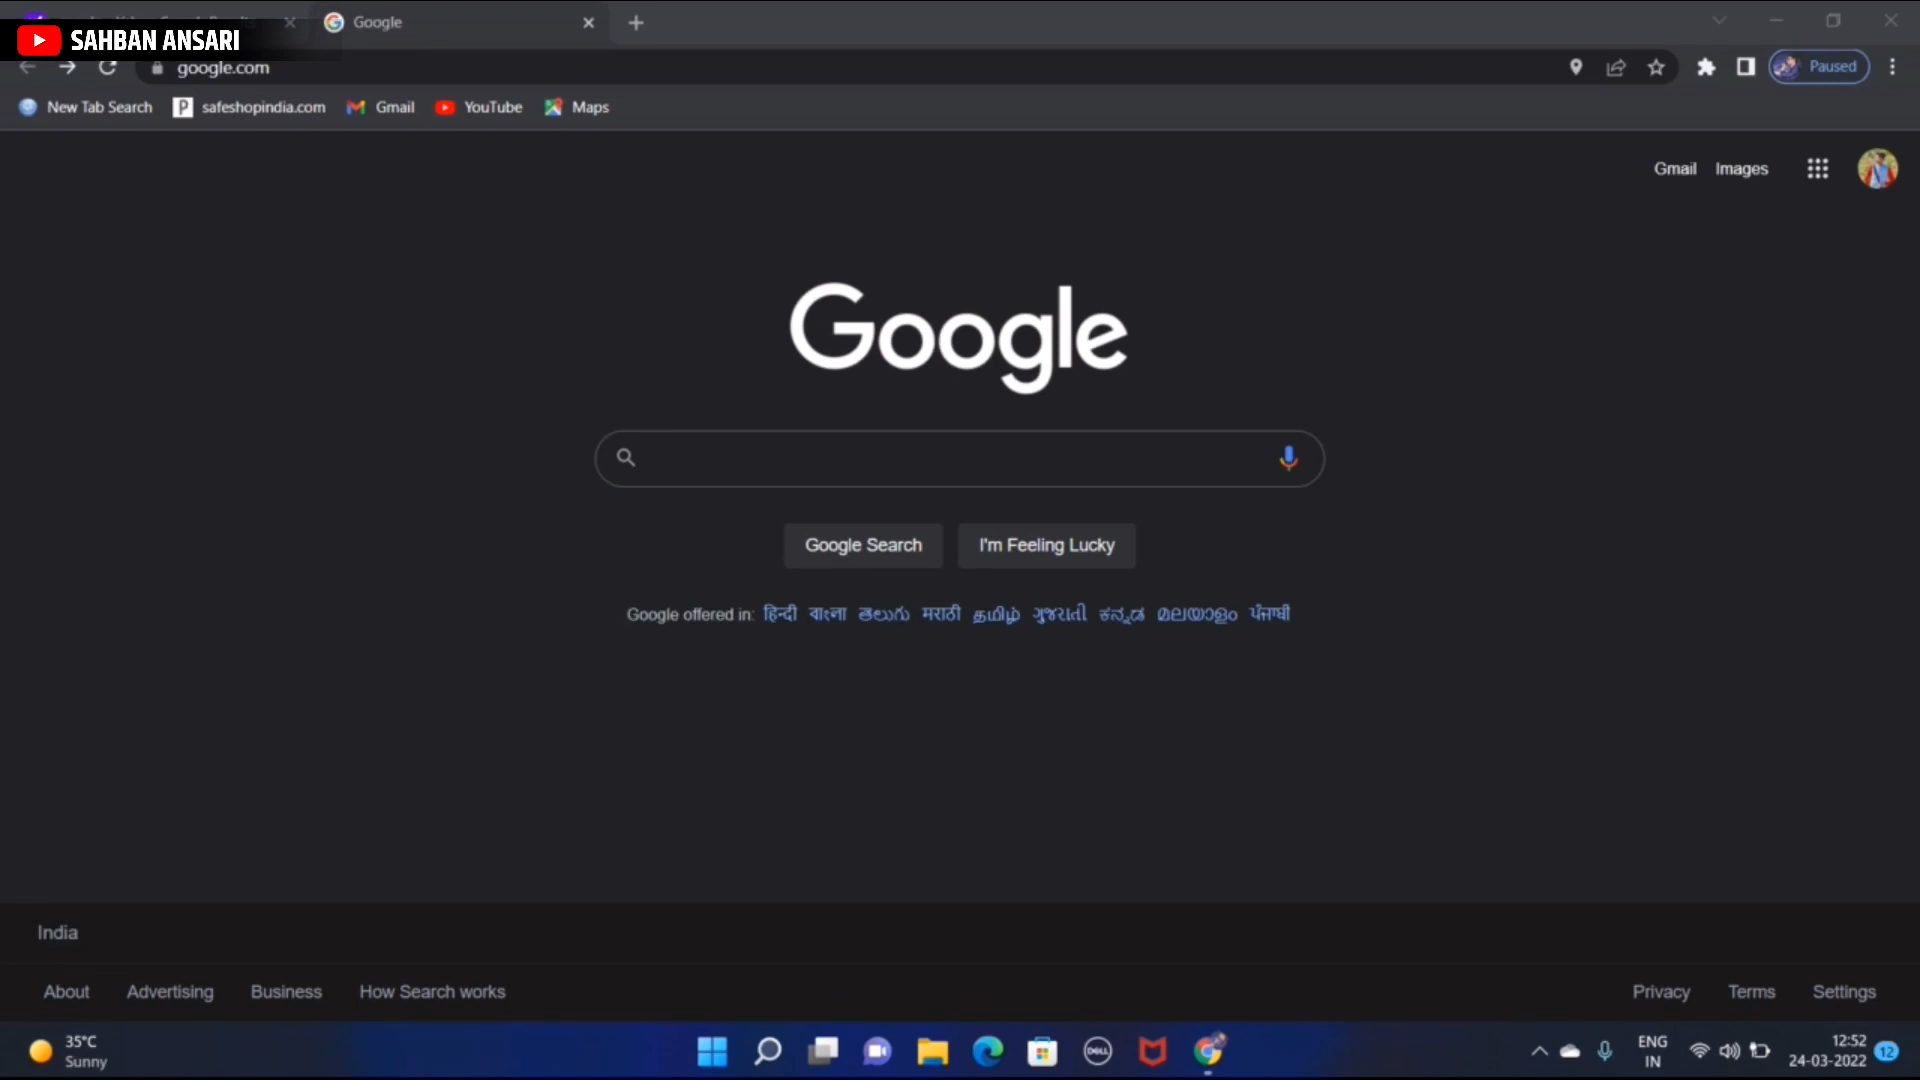 Google
SAHBAN ANSARI
google.com
Paused
New Tab Search safeshopindia.com Gmail YouTube Maps
Gmail Images
Google
Google Search I'm Feeling Lucky
Google offered in: हिन्दी বাংলা తెలుగు मराठी தமிழ் ગુજરાતી ಕನ್ನಡ മലയാളം ਪੰਜਾਬੀ
India
About Advertising Business How Search works Privacy Terms Settings
35°C
Sunny
DELL
ENG
IN
12:52
24-03-2022
12